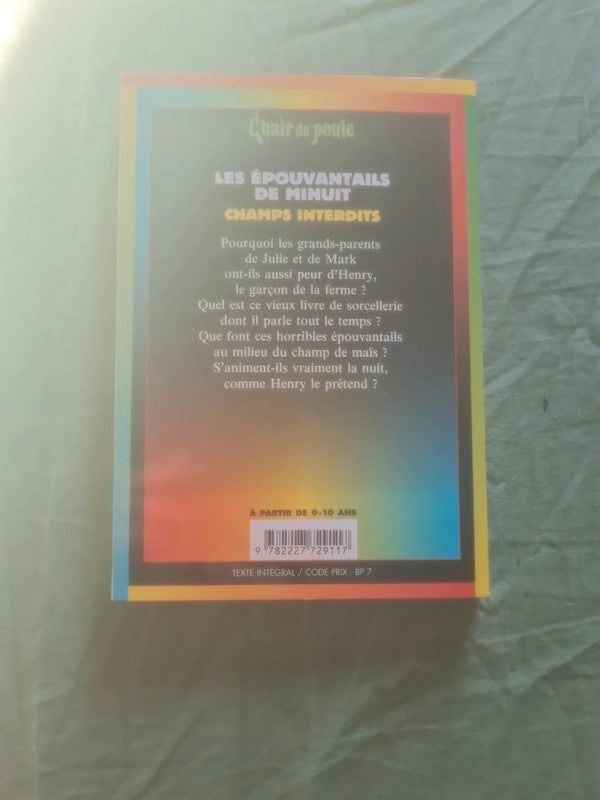 Chair de poule
LES ÉPOUVANTAILS
DE MINUIT
CHAMPS INTERDITS
Pourquoi les grands-parents
de Julie et de Mark
ont-ils aussi peur d'Henry,
le garçon de la ferme ?
Quel est ce vieux livre de sorcellerie
dont il parle tout le temps ?
Que font ces horribles épouvantails
au milieu du champ de maïs ?
S'animent-ils vraiment la nuit,
comme Henry le prétend ?
À PARTIR DE 9-10 ANS
9 782227 729117
TEXTE INTÉGRAL / CODE PRIX : BP 7